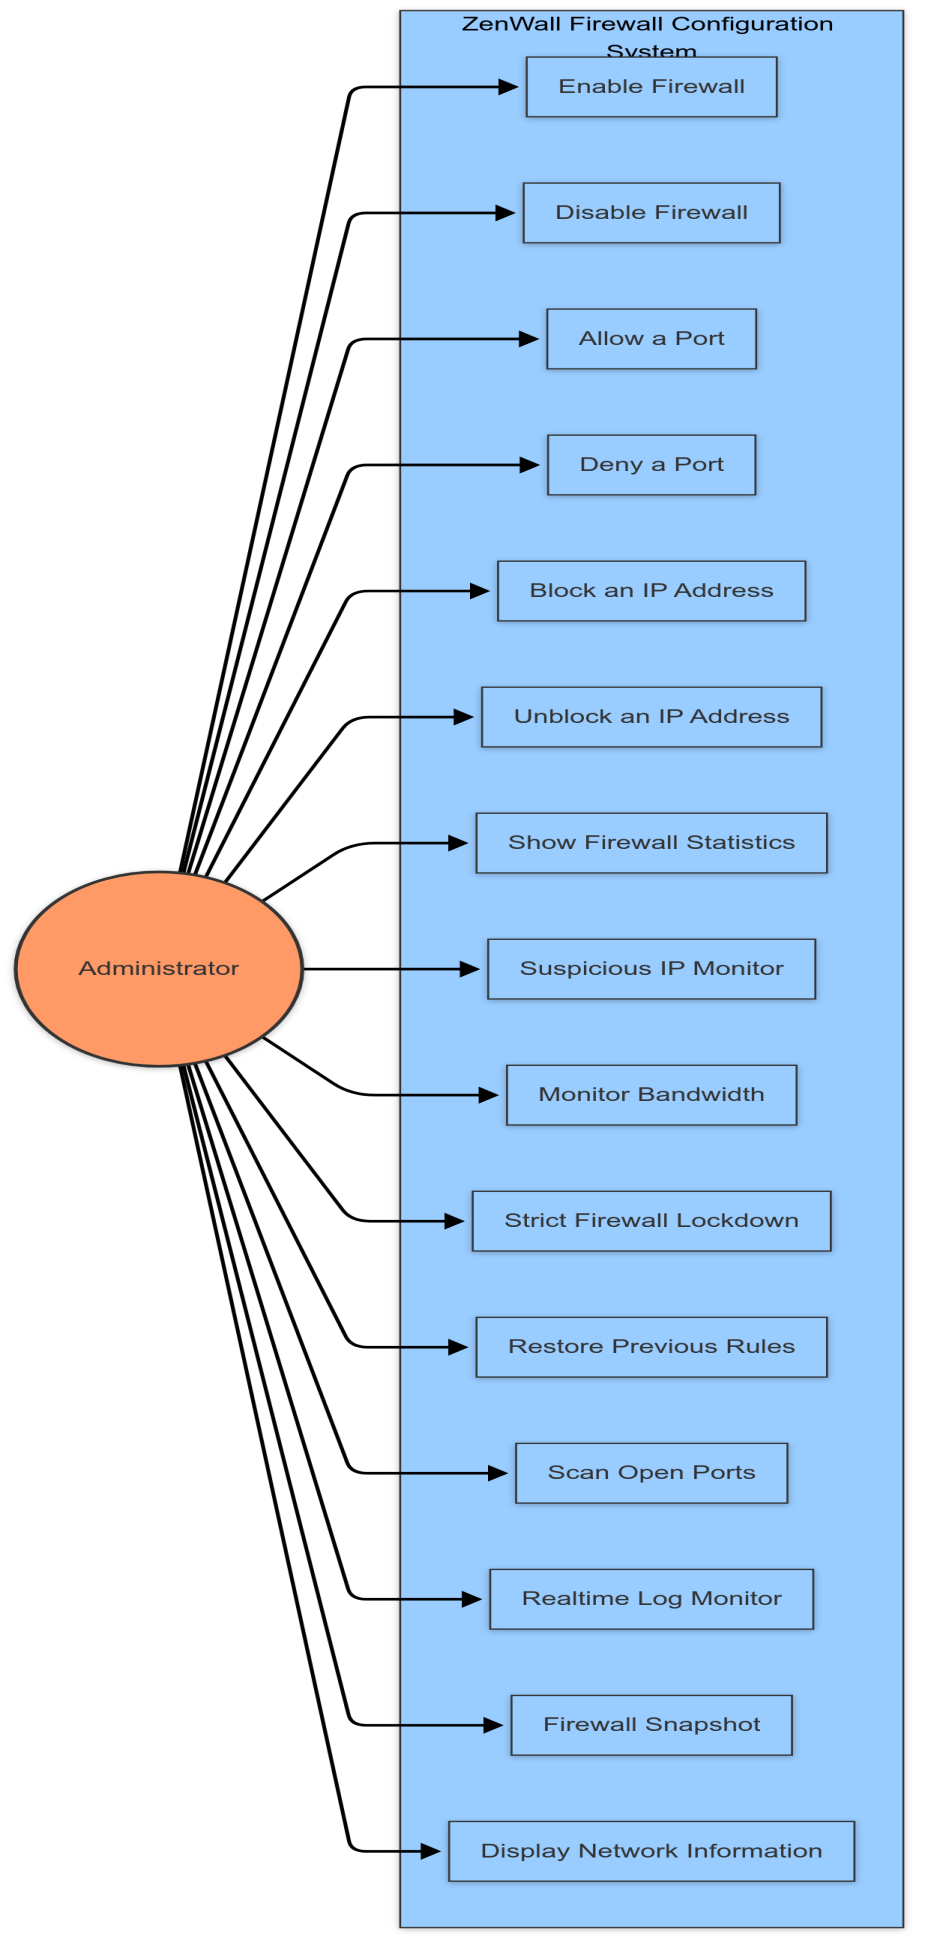 ZenWall Firewall Configuration
System
Enable Firewall
Disable Firewall
Allow a Port
Deny a Port
Block an IP Address
Unblock an IP Address
Show Firewall Statistics
Administrator
Suspicious IP Monitor
Monitor Bandwidth
Strict Firewall Lockdown
Restore Previous Rules
Scan Open Ports
Realtime Log Monitor
Firewall Snapshot
Display Network Information